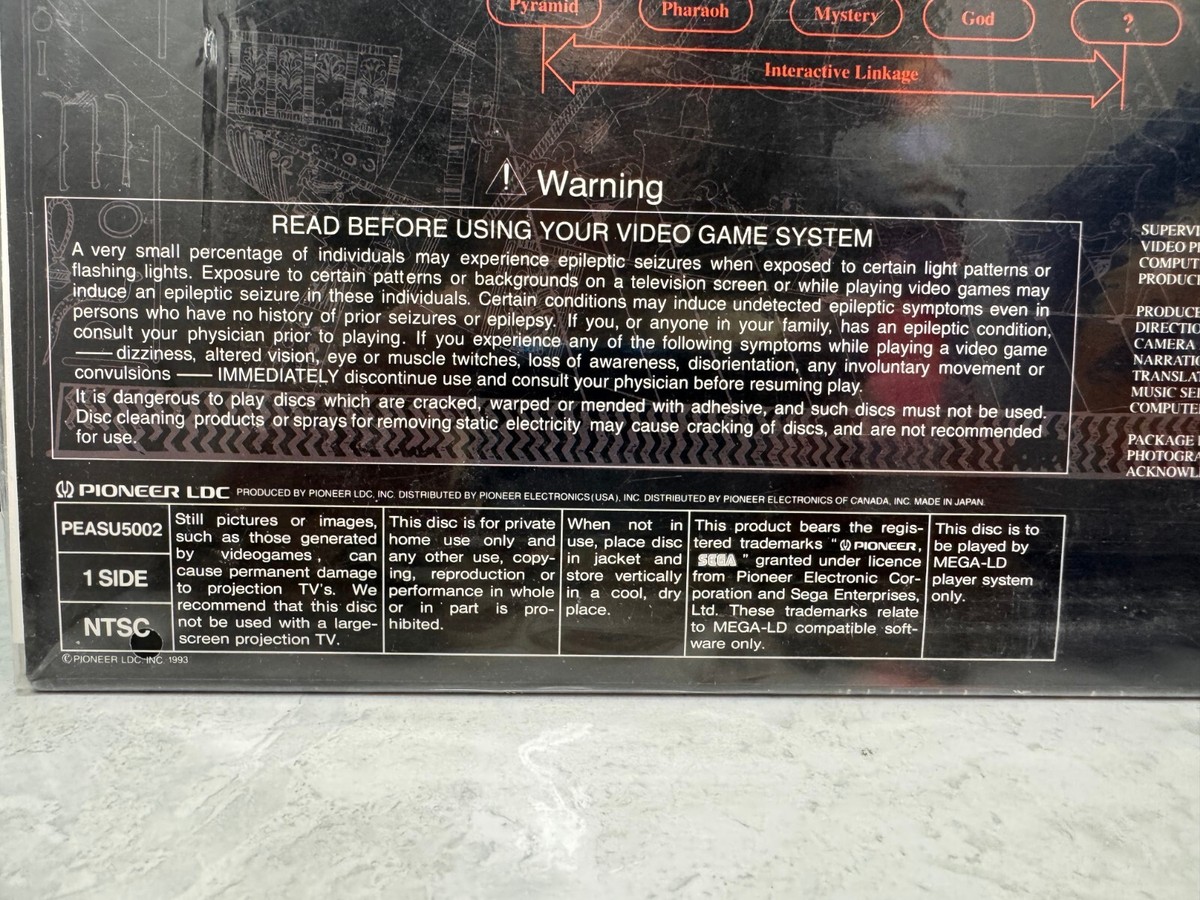 Pyramid Pharaoh Mystery God ?
Interactive Linkage
Warning
READ BEFORE USING YOUR VIDEO GAME SYSTEM
A very small percentage of individuals may experience epileptic seizures when exposed to certain light patterns or
flashing lights. Exposure to certain patterns or backgrounds on a television screen or while playing video games may
induce an epileptic seizure in these individuals. Certain conditions may induce undetected epileptic symptoms even in
persons who have no history of prior seizures or epilepsy. If you, or anyone in your family, has an epileptic condition,
consult your physician prior to playing. If you experience any of the following symptoms while playing a video game
—— dizziness, altered vision, eye or muscle twitches, loss of awareness, disorientation, any involuntary movement or
convulsions —— IMMEDIATELY discontinue use and consult your physician before resuming play.
It is dangerous to play discs which are cracked, warped or mended with adhesive, and such discs must not be used.
Disc cleaning products or sprays for removing static electricity may cause cracking of discs, and are not recommended
for use.
PIONEER LDC PRODUCED BY PIONEER LDC, INC. DISTRIBUTED BY PIONEER ELECTRONICS (USA), INC. DISTRIBUTED BY PIONEER ELECTRONICS OF CANADA, INC. MADE IN JAPAN.
PEASU5002
1 SIDE
NTSC
Still pictures or images,
such as those generated
by videogames, can
cause permanent damage
to projection TV's. We
recommend that this disc
not be used with a large-
screen projection TV.
This disc is for private
home use only and
any other use, copy-
ing, reproduction or
performance in whole
or in part is pro-
hibited.
When not in
use, place disc
in jacket and
store vertically
in a cool, dry
place.
This product bears the regis-
tered trademarks "PIONEER,
SEGA" granted under licence
from Pioneer Electronic Cor-
poration and Sega Enterprises,
Ltd. These trademarks relate
to MEGA-LD compatible soft-
ware only.
This disc is to
be played by
MEGA-LD
player system
only.
©PIONEER LDC, INC. 1993
SUPERVI
VIDEO P
COMPUT
PRODUC
PRODUC
DIRECTIO
CAMERA
NARRATI
TRANSLAT
MUSIC SE
COMPUTE
PACKAGE
PHOTOGRA
ACKNOWL